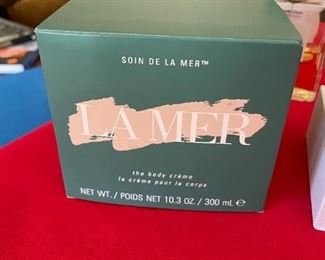 SOIN DE LA MER™
LA MER
the body crème
la crème pour le corps
NET WT. / POIDS NET 10.3 OZ. / 300 mL ℮